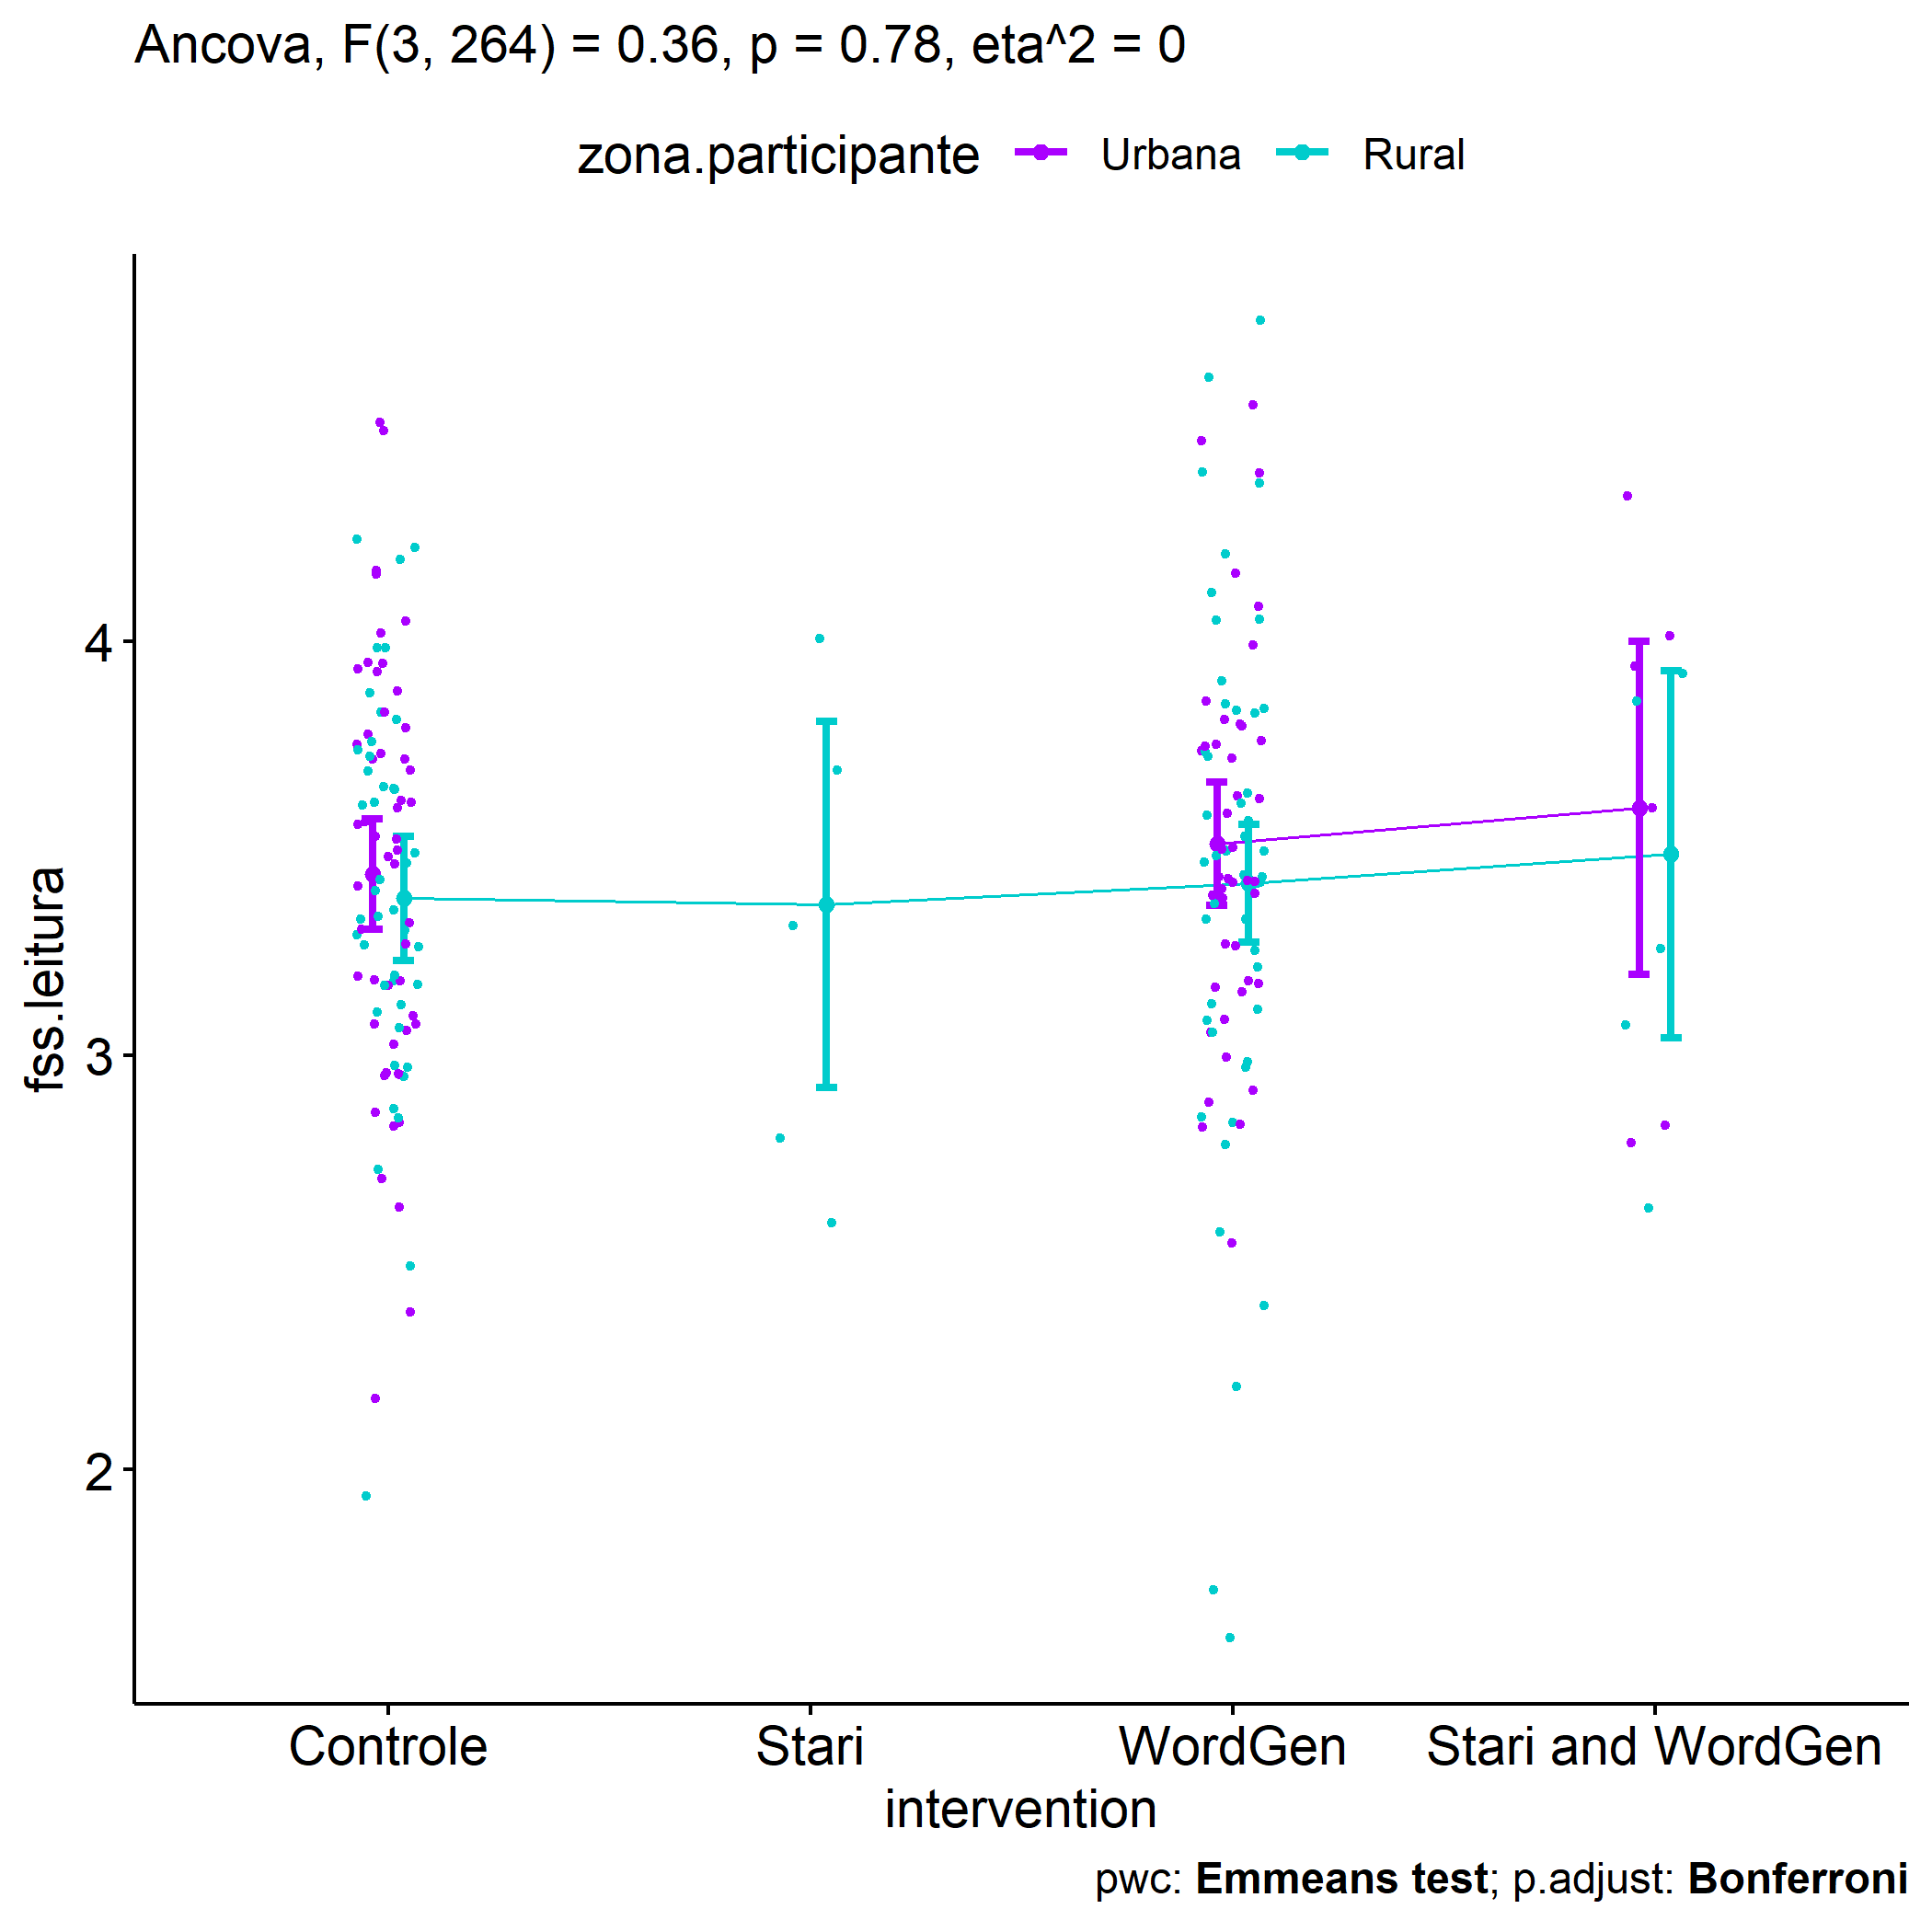 Ancova, F(3, 264) = 0.36, p = 0.78, eta^2 = 0
zona.participante Urbana Rural
fss.leitura
4
3
2
Controle Stari WordGen Stari and WordGen
intervention
pwc: Emmeans test; p.adjust: Bonferroni